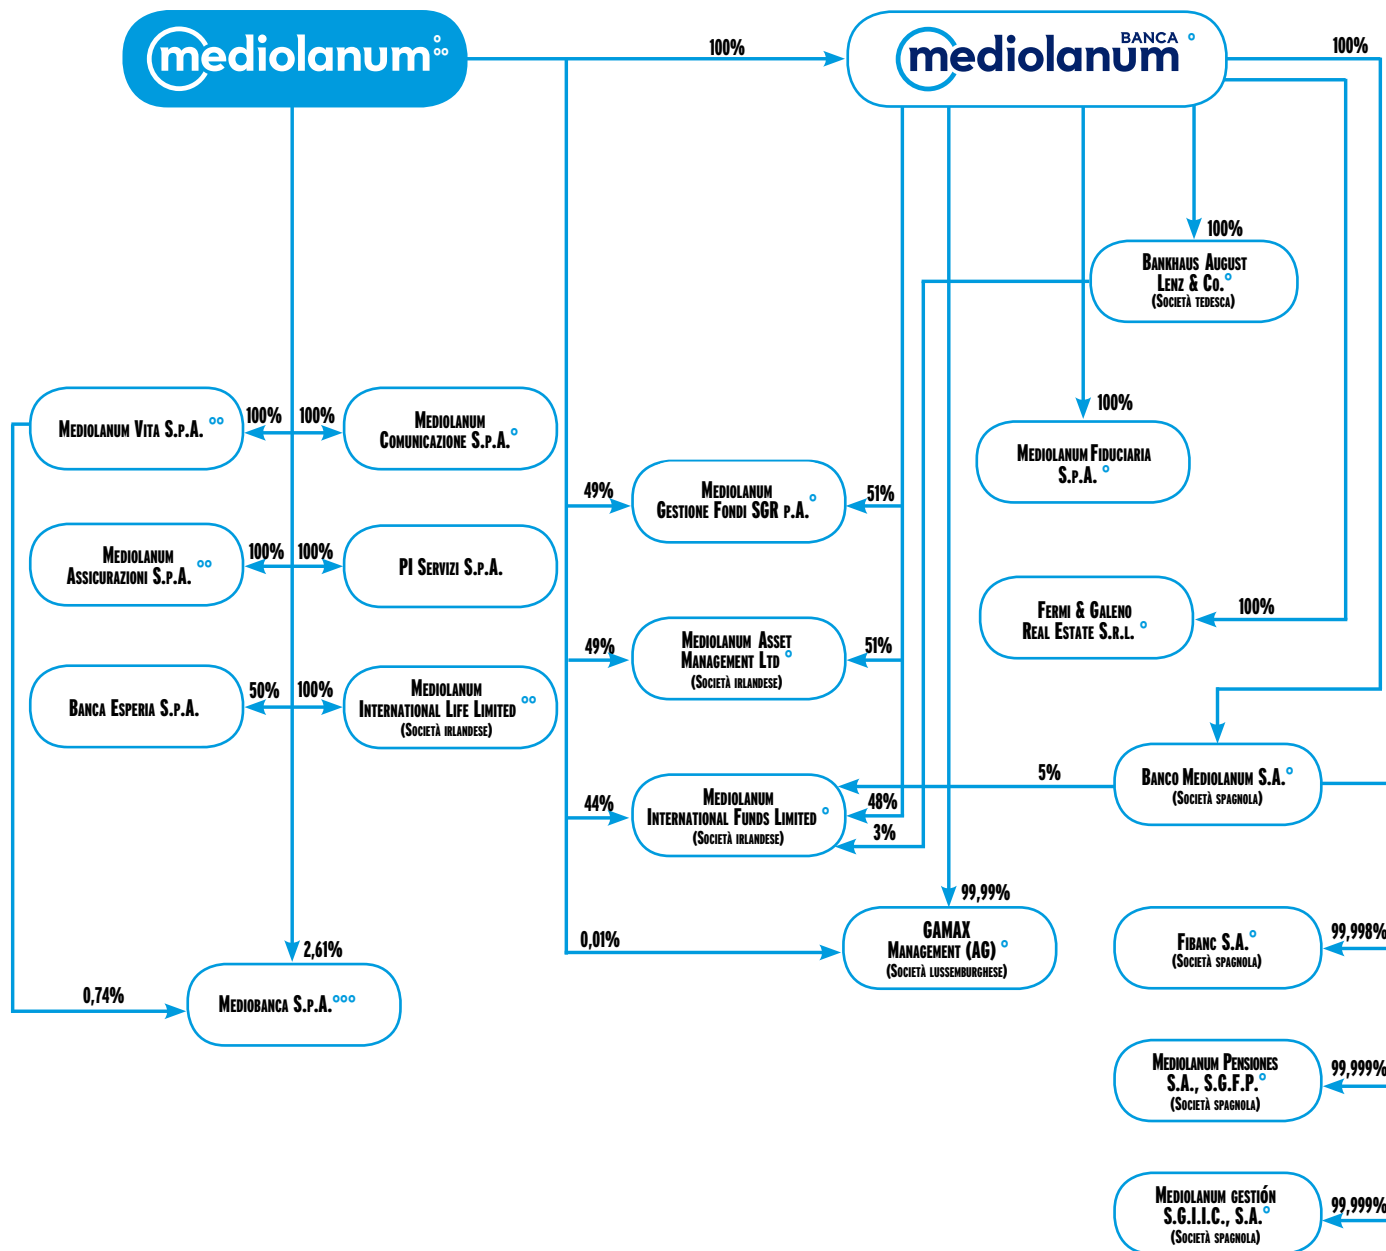 mediolanum°
°°
100%
BANCA °
mediolanum
100%
100%
BANKHAUS AUGUST
LENZ & CO.°
(SOCIETÀ TEDESCA)
MEDIOLANUM VITA S.P.A. °°
100%
100%
MEDIOLANUM
COMUNICAZIONE S.P.A.°
100%
MEDIOLANUM FIDUCIARIA
S.P.A. °
49%
MEDIOLANUM
GESTIONE FONDI SGR P.A.°
51%
MEDIOLANUM
ASSICURAZIONI S.P.A. °°
100%
100%
PI SERVIZI S.P.A.
FERMI & GALENO
REAL ESTATE S.R.L. °
100%
49%
MEDIOLANUM ASSET
MANAGEMENT LTD °
(SOCIETÀ IRLANDESE)
51%
BANCA ESPERIA S.P.A.
50%
100%
MEDIOLANUM
INTERNATIONAL LIFE LIMITED °°
(SOCIETÀ IRLANDESE)
5%
BANCO MEDIOLANUM S.A.°
(SOCIETÀ SPAGNOLA)
44%
MEDIOLANUM
INTERNATIONAL FUNDS LIMITED °
(SOCIETÀ IRLANDESE)
48%
3%
99,99%
GAMAX
MANAGEMENT (AG) °
(SOCIETÀ LUSSEMBURGHESE)
0,01%
FIBANC S.A.°
(SOCIETÀ SPAGNOLA)
99,998%
2,61%
0,74%
MEDIOBANCA S.P.A.°°°
MEDIOLANUM PENSIONES
S.A., S.G.F.P.°
(SOCIETÀ SPAGNOLA)
99,999%
MEDIOLANUM GESTIÓN
S.G.I.I.C., S.A.°
(SOCIETÀ SPAGNOLA)
99,999%